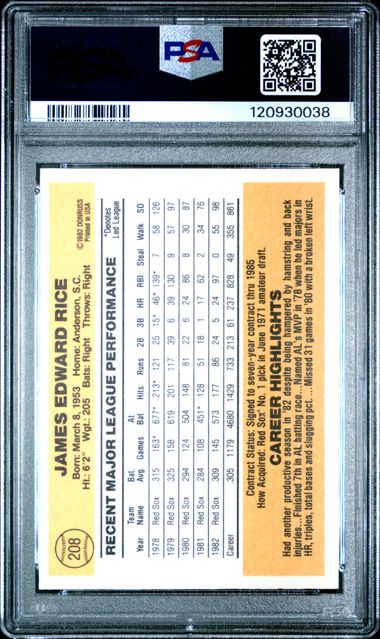 PSA
120930038
208
©1982 DONRUSS
Printed in USA
JAMES EDWARD RICE
Born: March 8, 1953 Home: Anderson, S.C.
Ht.: 6'2" Wgt.: 205 Bats: Right Throws: Right
RECENT MAJOR LEAGUE PERFORMANCE
*Denotes
Led League
Team Bat. At
Year Name Avg. Games Bat Hits Runs 2B 3B HR RBI Steal Walk SO
1978 Red Sox 315 163* 677* 213* 121 25 15* 46* 139* 7 58 126
1979 Red Sox 325 158 619 201 117 39 6 39 130 9 57 97
1980 Red Sox 294 124 504 148 81 22 6 24 86 8 30 87
1981 Red Sox 284 108 451* 128 51 18 1 17 62 2 34 76
1982 Red Sox 309 145 573 177 86 24 5 24 97 0 55 98
Career 305 1179 4680 1429 733 213 61 237 828 49 355 861
Contract Status: Signed to seven-year contract thru 1985
How Acquired: Red Sox' No. 1 pick in June 1971 amateur draft.
CAREER HIGHLIGHTS
Had another productive season in '82 despite being hampered by hamstring and back
injuries...Finished 7th in AL batting race...Named AL's MVP in '78 when he led majors in
HR, triples, total bases and slugging pct. ...Missed 31 games in '80 with a broken left wrist.